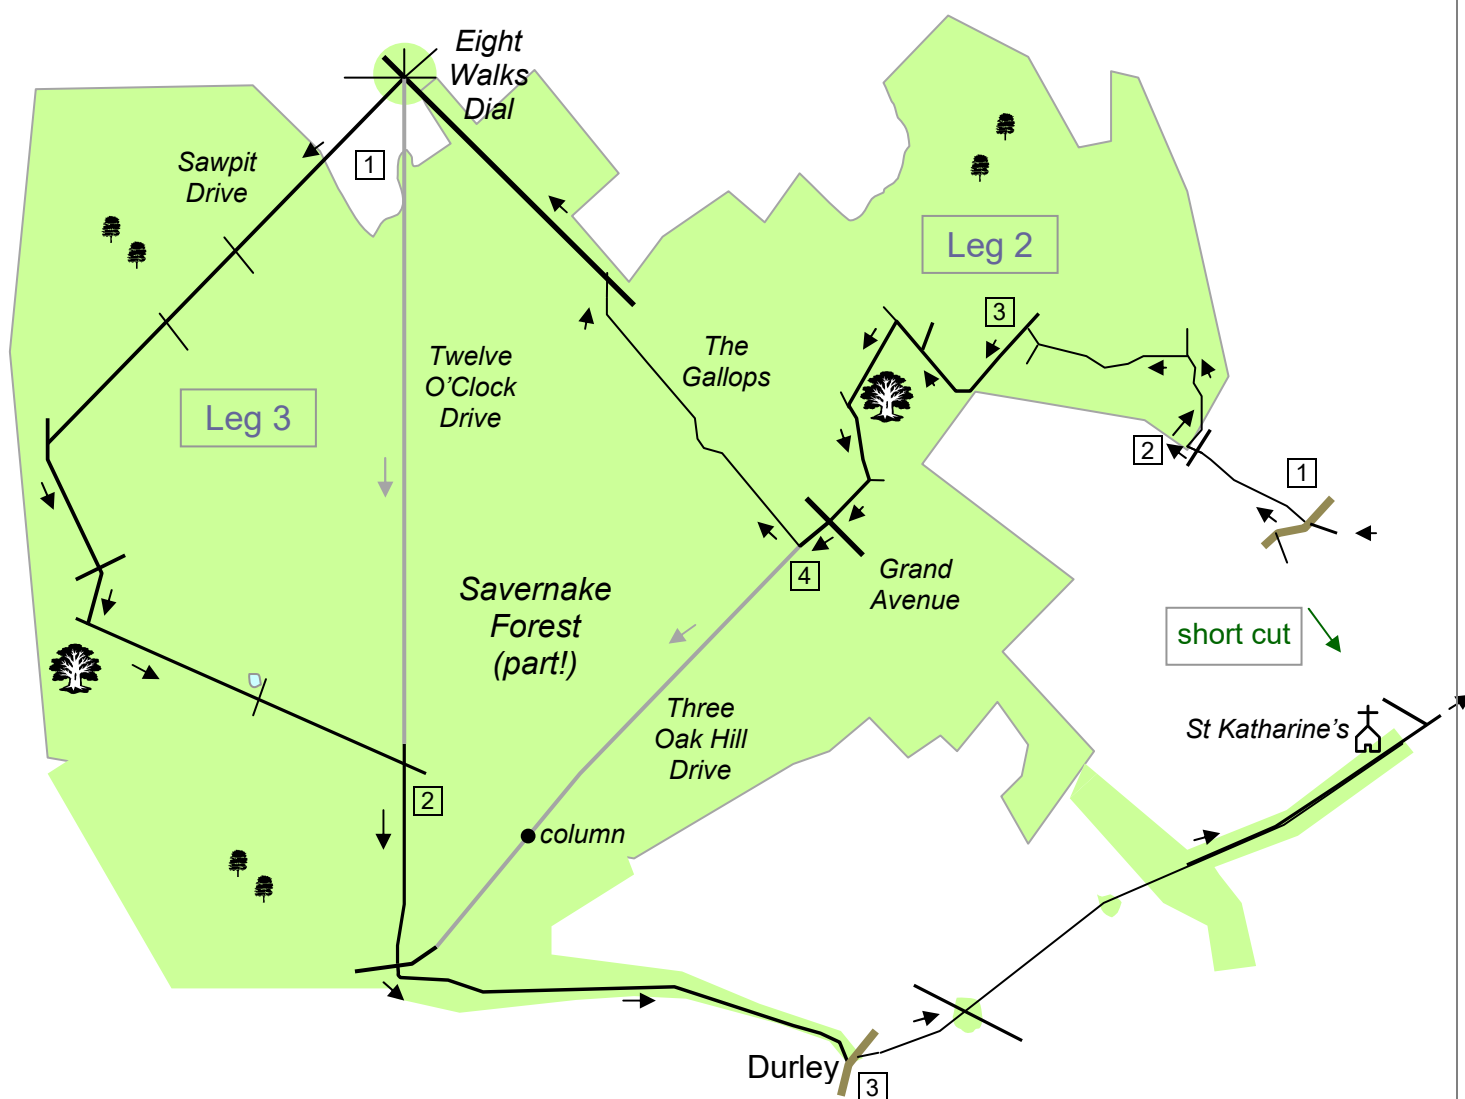 Eight
Walks
Dial
Sawpit
Drive
1
Leg 2
3
Twelve
O'Clock
Drive
The
Gallops
Leg 3
2
1
4
Grand
Avenue
Savernake
Forest
(part!)
short cut
Three
Oak Hill
Drive
St Katharine's
2
column
Durley
3